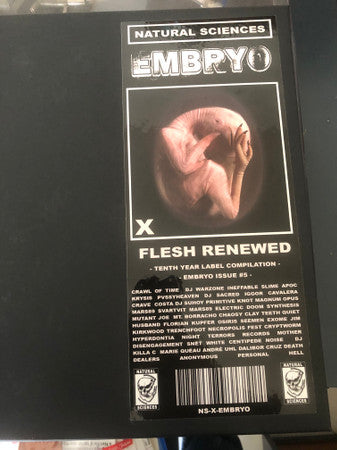 NATURAL SCIENCES
EMBRYO
X
FLESH RENEWED
- TENTH YEAR LABEL COMPILATION -
- EMBRYO ISSUE #5 -
CRAWL OF TIME DJ WARZONE INEFFABLE SLIME APOC
KRYSIS PVSSYHEAVEN DJ SACRED IGGOR CAVALERA
CRAVE COSTA DJ SUHOY PRIMITIVE KNOT MAGNUM OPUS
MARS89 SVARTVIT MARS85 ELECTRIC DOOM SYNTHESIS
MUTANT JOE MT. BORRACHO CHAOSY CLAY TEETH QUIET
HUSBAND FLORIAN KUPFER OSIRIS SEEMEN EXOME JIM
KIRKWOOD TRENCHFOOT NECROPOLIS FEST CRYPTWORM
HYPERDONTIA NIGHT TERRORS RECORDS MOTHER
DISENGAGEMENT SNET WHITE CENTIPEDE NOISE DJ
KILLA C MARIE QUEAU ANDRÉ UHL DALIBOR CRUZ DEATH
DEALERS ANONYMOUS PERSONAL HELL
NATURAL
SCIENCES
NATURAL
SCIENCES
NS-X-EMBRYO